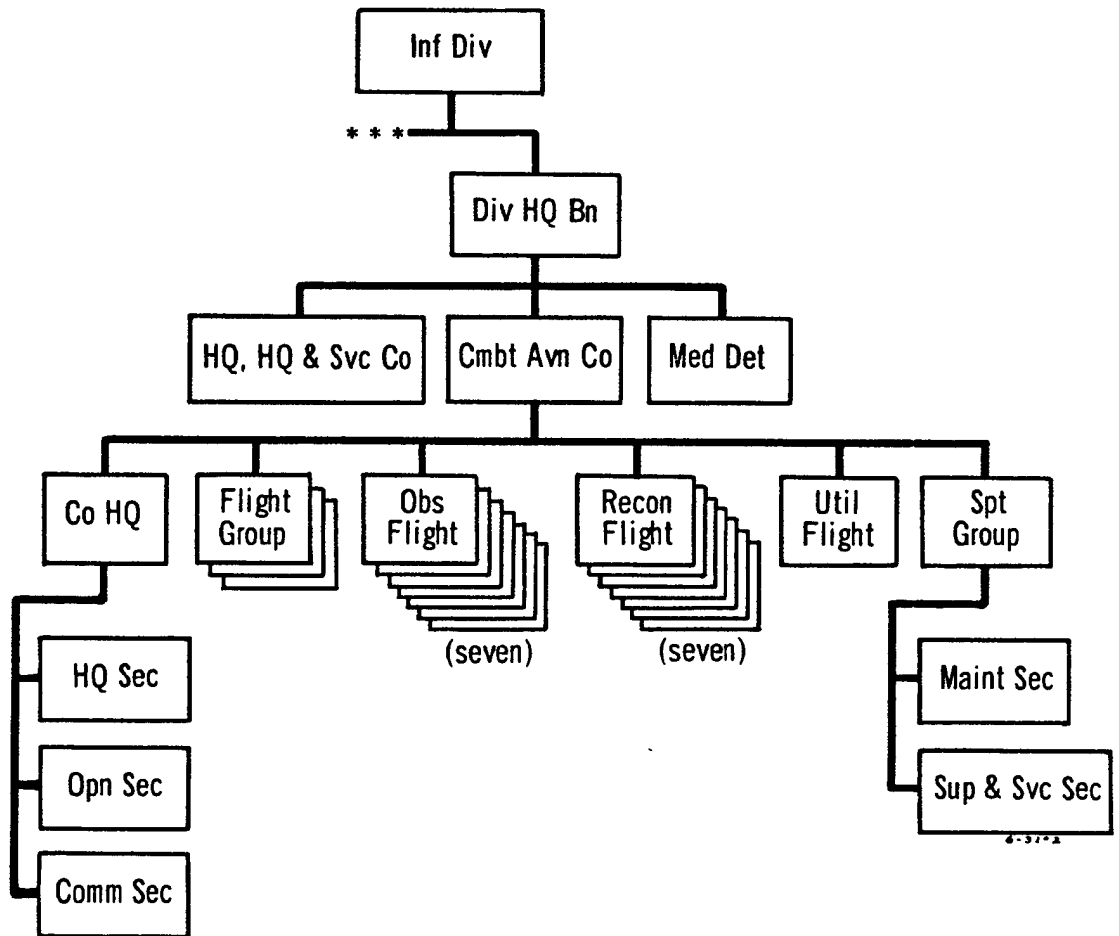 Inf Div
* * *
Div HQ Bn
HQ, HQ & Svc Co
Cmbt Avn Co
Med Det
Co HQ
Flight
Group
Obs
Flight
Recon
Flight
Util
Flight
Spt
Group
(seven)
(seven)
HQ Sec
Opn Sec
Comm Sec
Maint Sec
Sup & Svc Sec